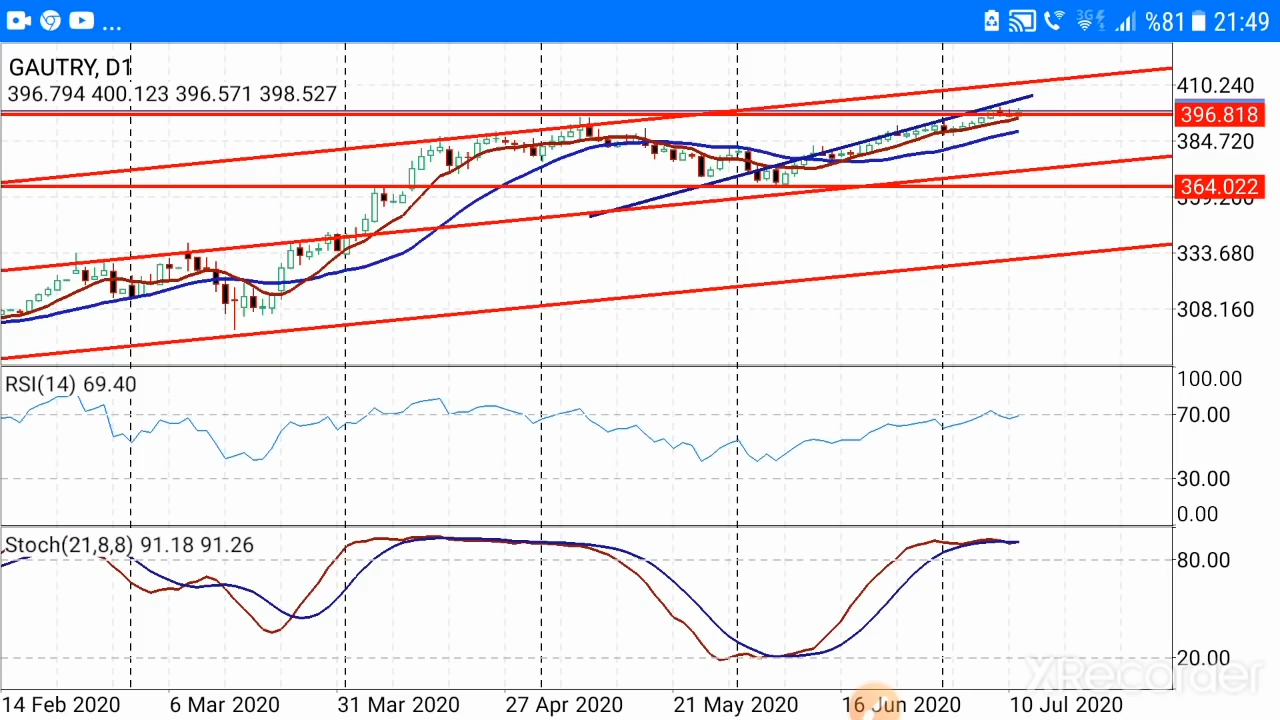 ... 3G %81 21:49
GAUTRY, D1
396.794 400.123 396.571 398.527
410.240
396.818
384.720
364.022
359.200
333.680
308.160
RSI(14) 69.40
100.00
70.00
30.00
0.00
Stoch(21,8,8) 91.18 91.26
80.00
20.00
XRecorder
14 Feb 2020 6 Mar 2020 31 Mar 2020 27 Apr 2020 21 May 2020 16 Jun 2020 10 Jul 2020